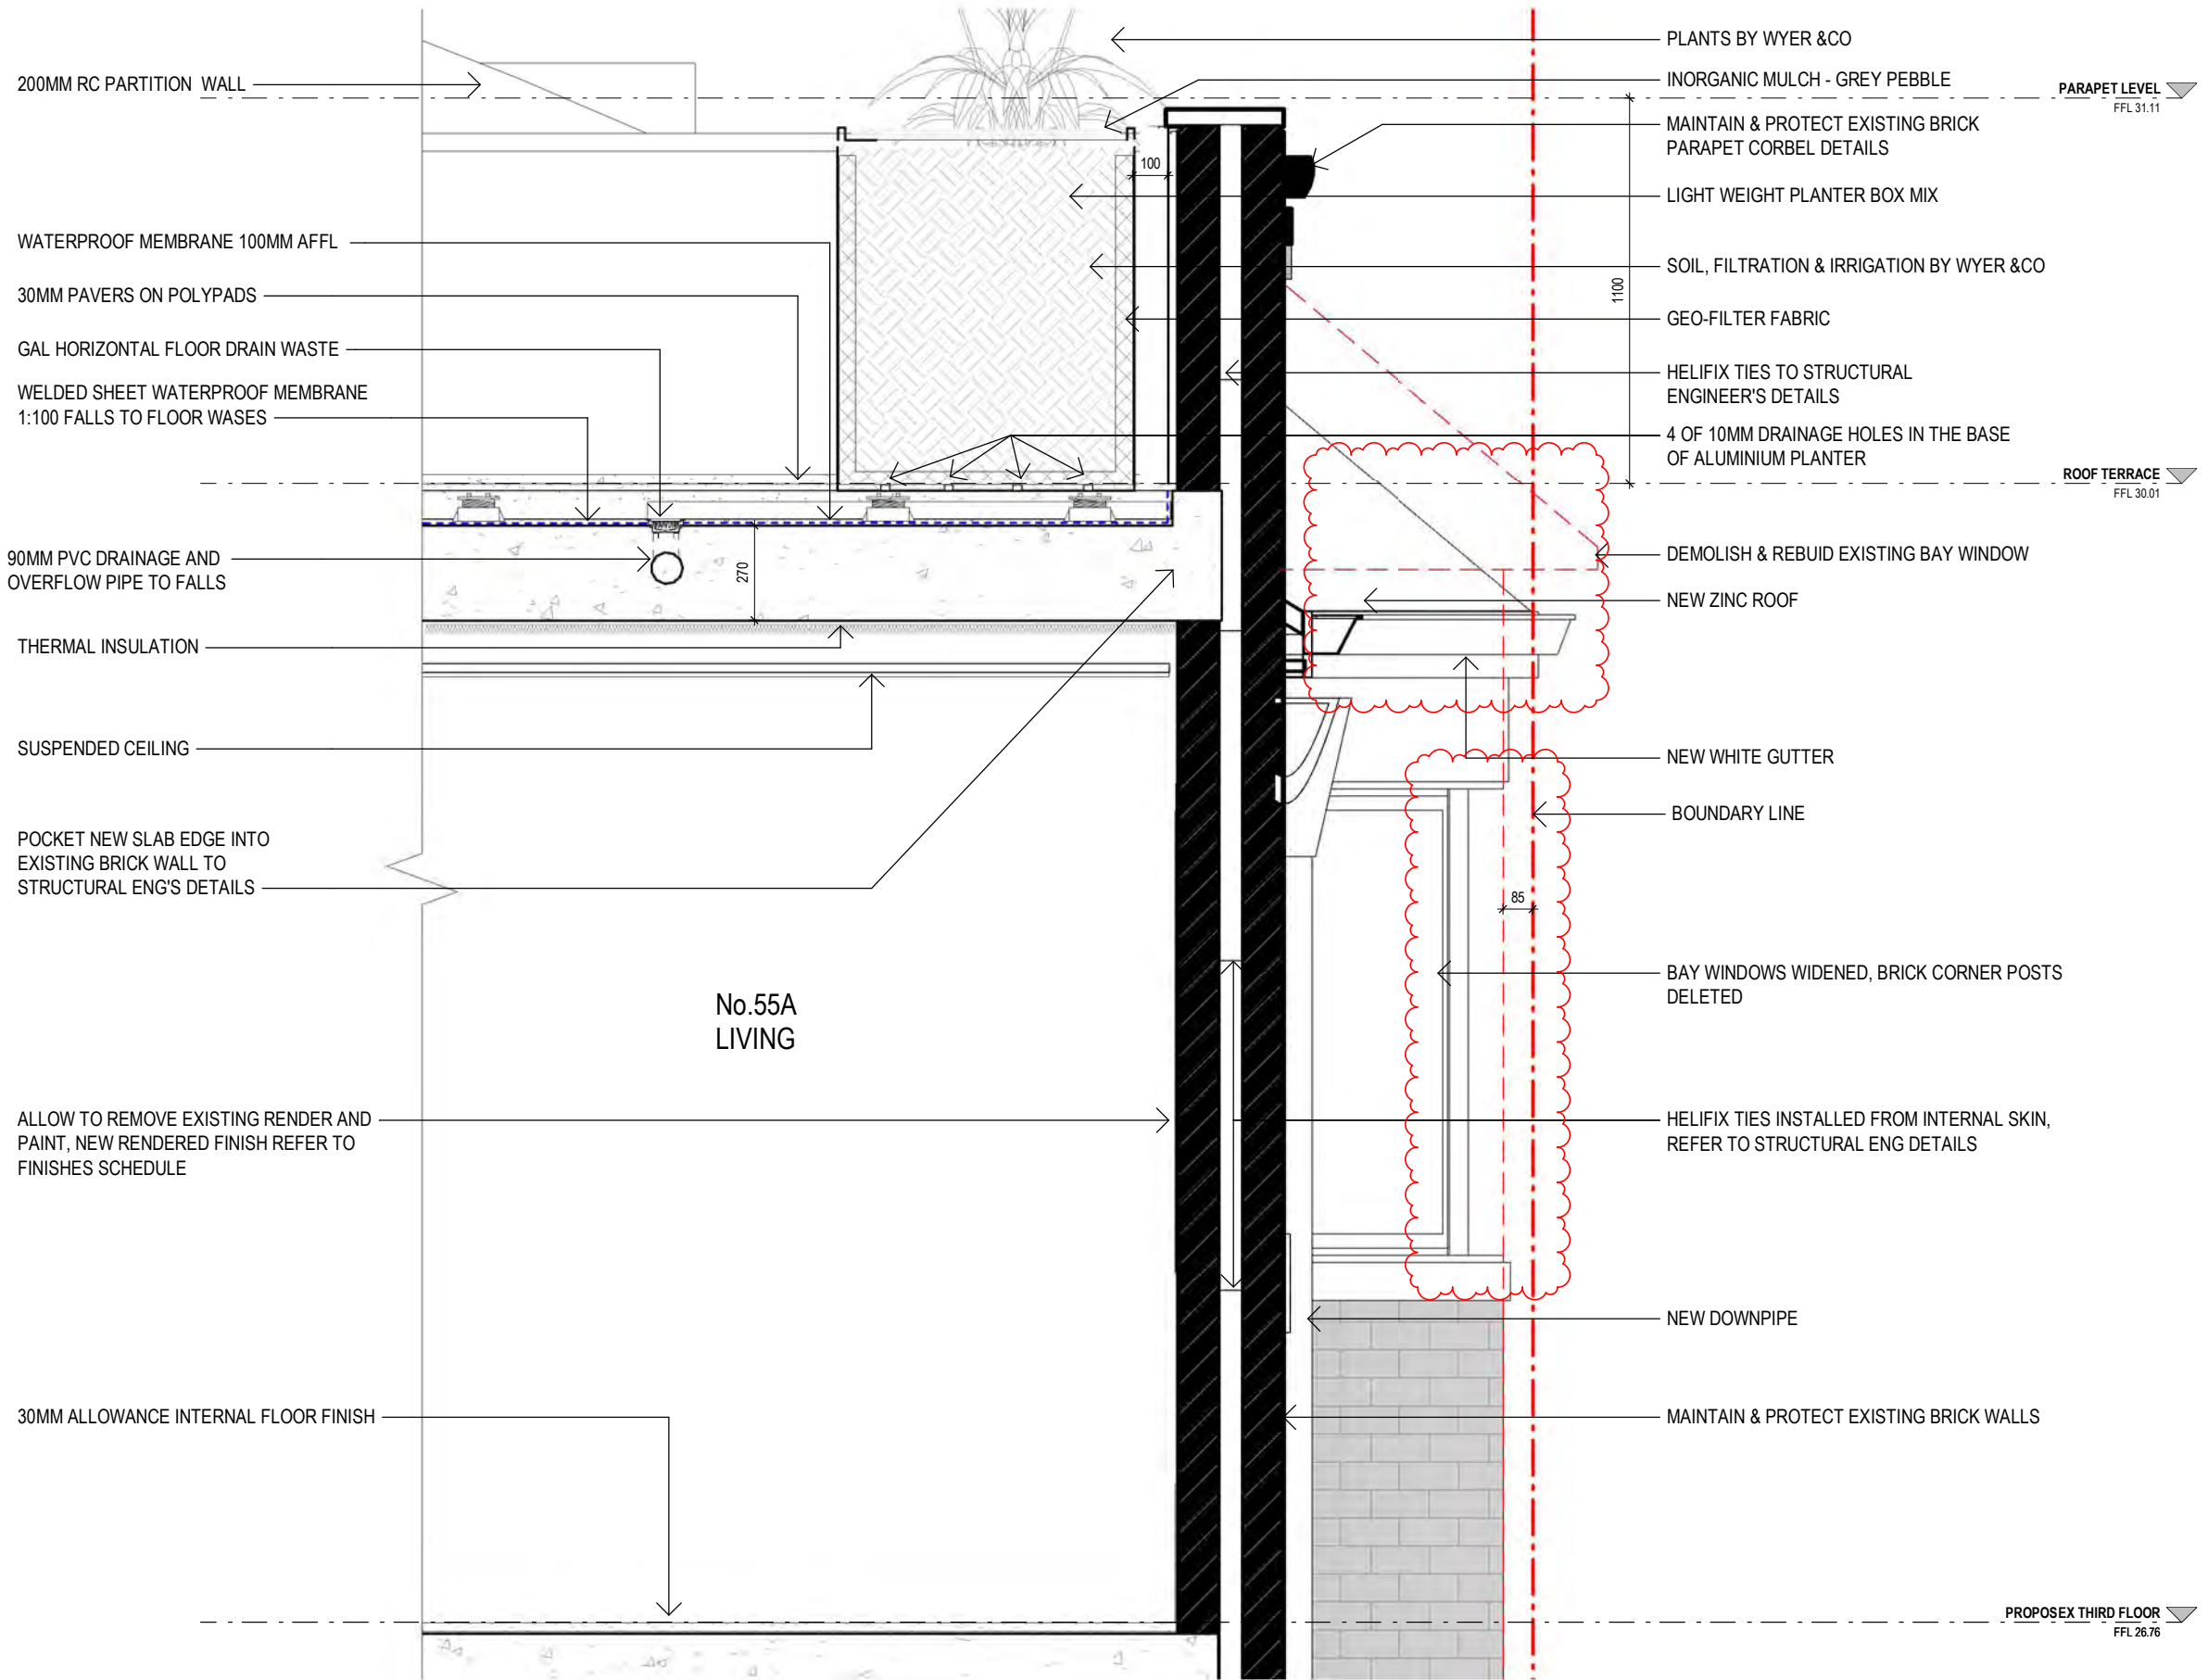 200MM RC PARTITION WALL
WATERPROOF MEMBRANE 100MM AFFL
30MM PAVERS ON POLYPADS
GAL HORIZONTAL FLOOR DRAIN WASTE
WELDED SHEET WATERPROOF MEMBRANE
1:100 FALLS TO FLOOR WASES
90MM PVC DRAINAGE AND
OVERFLOW PIPE TO FALLS
THERMAL INSULATION
SUSPENDED CEILING
POCKET NEW SLAB EDGE INTO
EXISTING BRICK WALL TO
STRUCTURAL ENG'S DETAILS
ALLOW TO REMOVE EXISTING RENDER AND
PAINT, NEW RENDERED FINISH REFER TO
FINISHES SCHEDULE
30MM ALLOWANCE INTERNAL FLOOR FINISH
100
270
No.55A
LIVING
1100
85
PLANTS BY WYER &CO
INORGANIC MULCH - GREY PEBBLE
MAINTAIN & PROTECT EXISTING BRICK
PARAPET CORBEL DETAILS
LIGHT WEIGHT PLANTER BOX MIX
SOIL, FILTRATION & IRRIGATION BY WYER &CO
GEO-FILTER FABRIC
HELIFIX TIES TO STRUCTURAL
ENGINEER'S DETAILS
4 OF 10MM DRAINAGE HOLES IN THE BASE
OF ALUMINIUM PLANTER
DEMOLISH & REBUID EXISTING BAY WINDOW
NEW ZINC ROOF
NEW WHITE GUTTER
BOUNDARY LINE
BAY WINDOWS WIDENED, BRICK CORNER POSTS
DELETED
HELIFIX TIES INSTALLED FROM INTERNAL SKIN,
REFER TO STRUCTURAL ENG DETAILS
NEW DOWNPIPE
MAINTAIN & PROTECT EXISTING BRICK WALLS
PARAPET LEVEL
FFL 31.11
ROOF TERRACE
FFL 30.01
PROPOSEX THIRD FLOOR
FFL 26.76